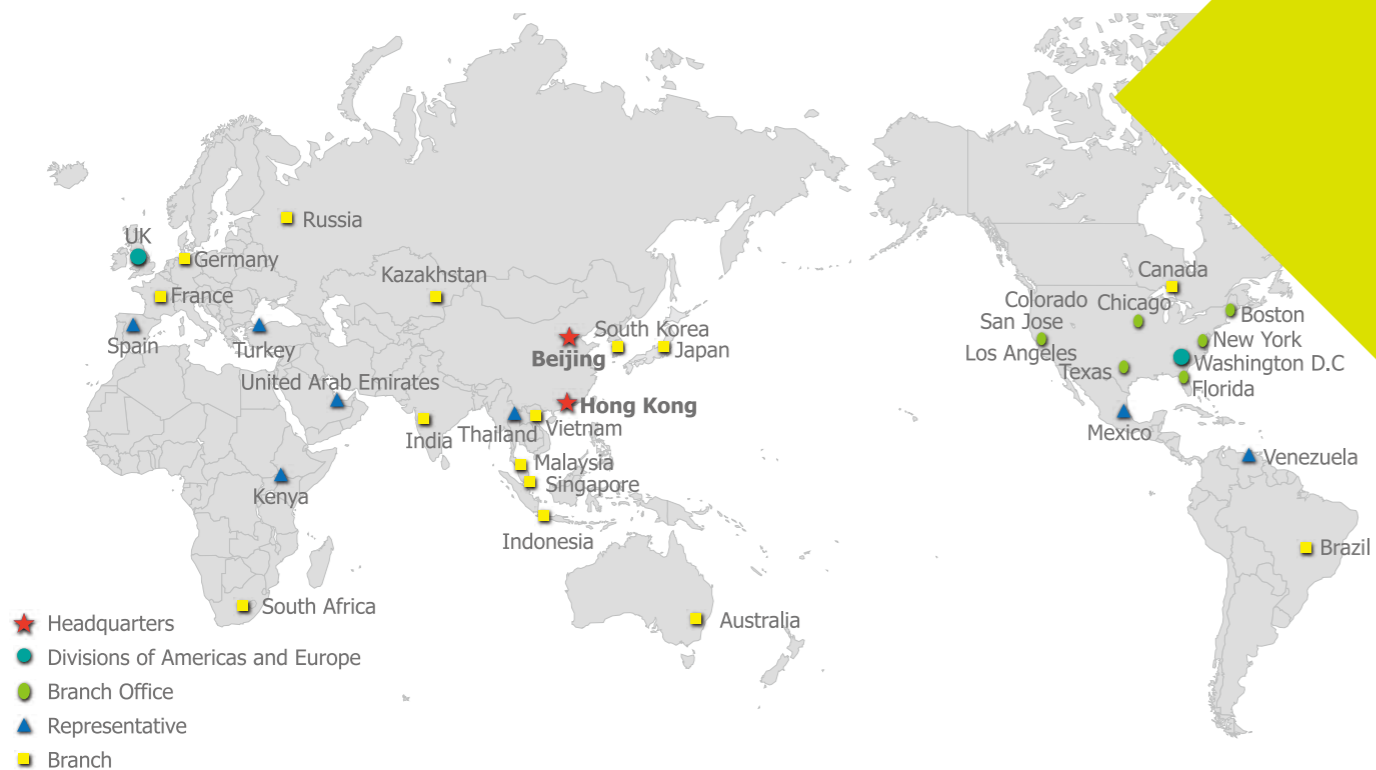 UK
Russia
Germany
Kazakhstan
France
Spain
Turkey
South Korea
Beijing
Japan
United Arab Emirates
Hong Kong
India
Thailand
Vietnam
Malaysia
Singapore
Kenya
Indonesia
South Africa
Australia
Canada
Colorado
Chicago
San Jose
Boston
Los Angeles
New York
Texas
Washington D.C
Florida
Mexico
Venezuela
Brazil
Headquarters
Divisions of Americas and Europe
Branch Office
Representative
Branch